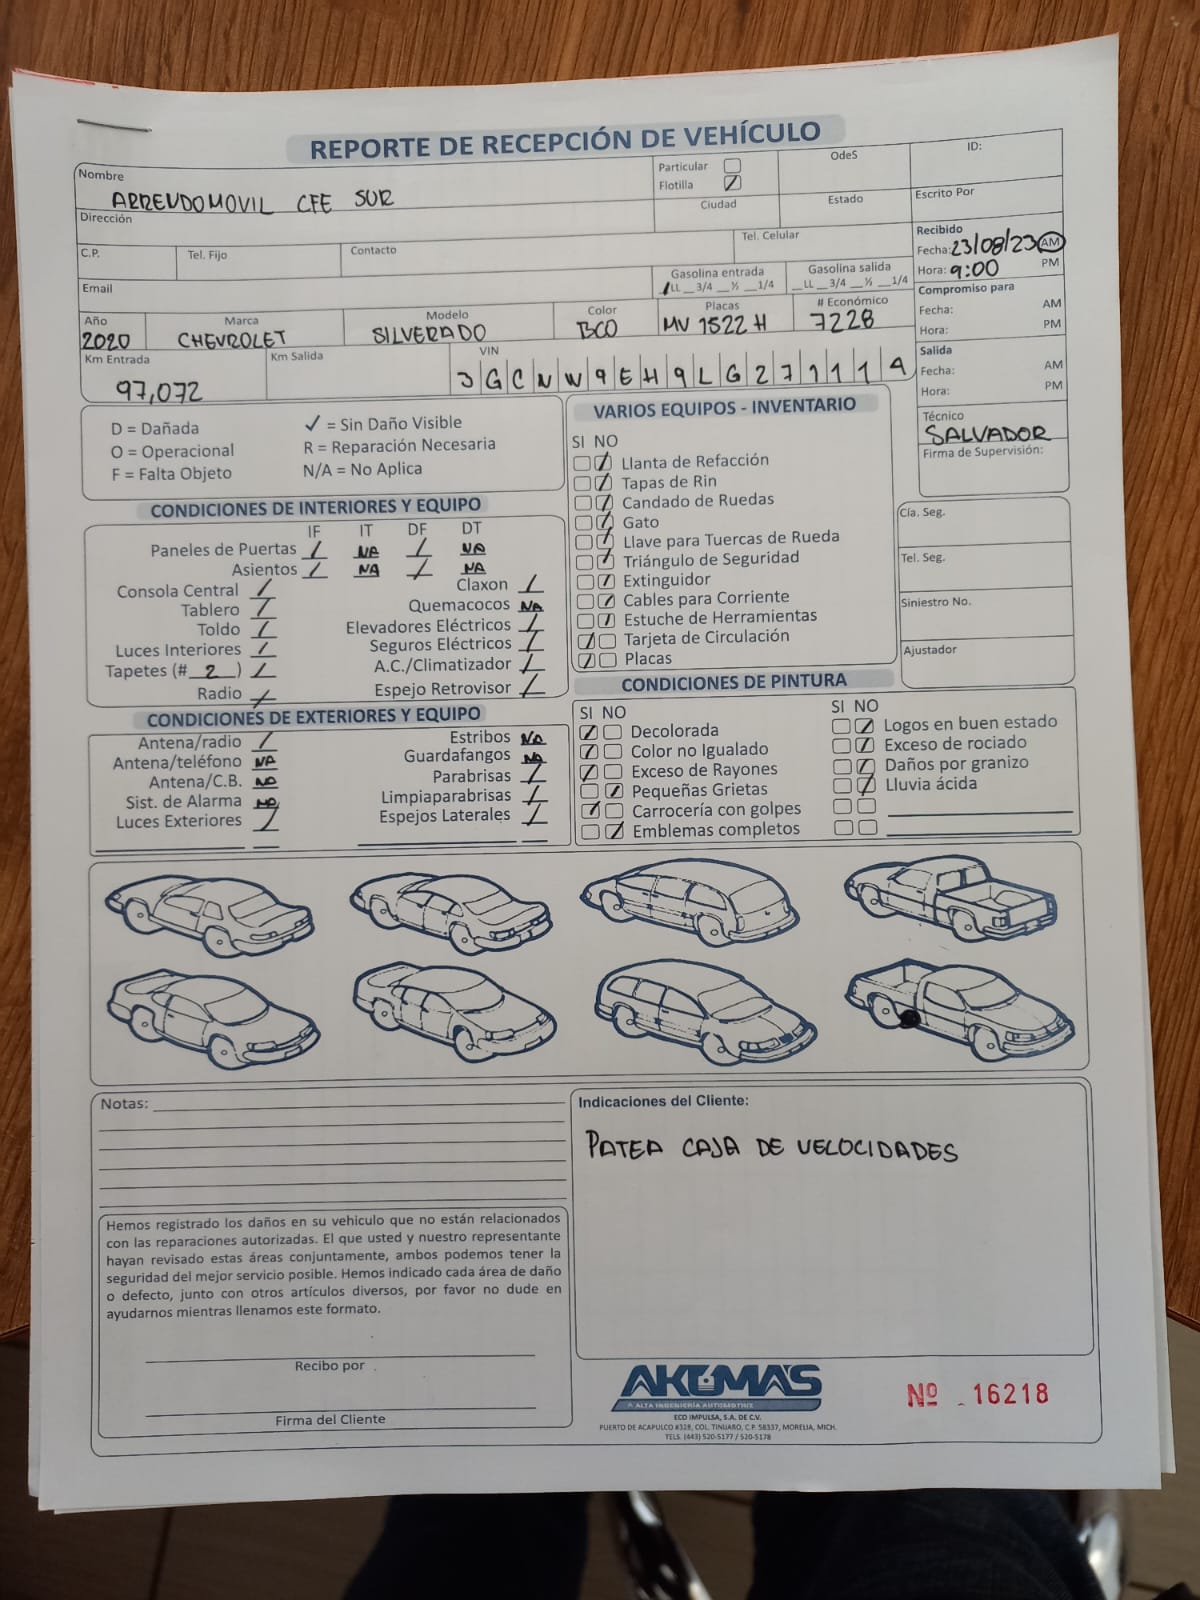 REPORTE DE RECEPCIÓN DE VEHÍCULO
Nombre
ARRENDOMOVIL CFE SUR
Particular
Flotilla
OdeS
ID:
Dirección
Ciudad
Estado
Escrito Por
C.P.
Tel. Fijo
Contacto
Tel. Celular
Recibido
Fecha: 23/08/23 AM
Hora: 9:00 PM
Email
Gasolina entrada
LL __ 3/4 __ ½ __ 1/4
Gasolina salida
__ LL __ 3/4 __ ½ __ 1/4
Compromiso para
Fecha: AM
Hora: PM
Año
2020
Marca
CHEVROLET
Modelo
SILVERADO
Color
BCO
Placas
MV 1522 H
# Económico
7228
Km Entrada
97,072
Km Salida
VIN
3GCNW9EH9LG271114
Salida
Fecha: AM
Hora: PM
Técnico
SALVADOR
Firma de Supervisión:
D = Dañada
O = Operacional
F = Falta Objeto
✓ = Sin Daño Visible
R = Reparación Necesaria
N/A = No Aplica
CONDICIONES DE INTERIORES Y EQUIPO
IF IT DF DT
Paneles de Puertas / NA / NA
Asientos / NA / NA
Consola Central /
Tablero /
Toldo /
Luces Interiores /
Tapetes (# 2 ) /
Radio /
Claxon /
Quemacocos NA
Elevadores Eléctricos /
Seguros Eléctricos /
A.C./Climatizador /
Espejo Retrovisor /
CONDICIONES DE EXTERIORES Y EQUIPO
Antena/radio /
Antena/teléfono NA
Antena/C.B. NA
Sist. de Alarma NA
Luces Exteriores /
Estribos NA
Guardafangos NA
Parabrisas /
Limpiaparabrisas /
Espejos Laterales /
VARIOS EQUIPOS - INVENTARIO
SI NO
Llanta de Refacción
Tapas de Rin
Candado de Ruedas
Gato
Llave para Tuercas de Rueda
Triángulo de Seguridad
Extinguidor
Cables para Corriente
Estuche de Herramientas
Tarjeta de Circulación
Placas
Cía. Seg.
Tel. Seg.
Siniestro No.
Ajustador
CONDICIONES DE PINTURA
SI NO
Decolorada
Color no Igualado
Exceso de Rayones
Pequeñas Grietas
Carrocería con golpes
Emblemas completos
SI NO
Logos en buen estado
Exceso de rociado
Daños por granizo
Lluvia ácida
Notas:
Indicaciones del Cliente:
PATEA CAJA DE VELOCIDADES
Hemos registrado los daños en su vehiculo que no están relacionados
con las reparaciones autorizadas. El que usted y nuestro representante
hayan revisado estas áreas conjuntamente, ambos podemos tener la
seguridad del mejor servicio posible. Hemos indicado cada área de daño
o defecto, junto con otros artículos diversos, por favor no dude en
ayudarnos mientras llenamos este formato.
Recibo por
Firma del Cliente
AKUMAS
A ALTA INGENIERÍA AUTOMOTRIZ
ECO IMPULSA, S.A. DE C.V.
PUERTO DE ACAPULCO #328, COL. TINIJARO, C.P. 58337, MORELIA, MICH.
TELS. (443) 520-5177 / 520-5178
Nº 16218